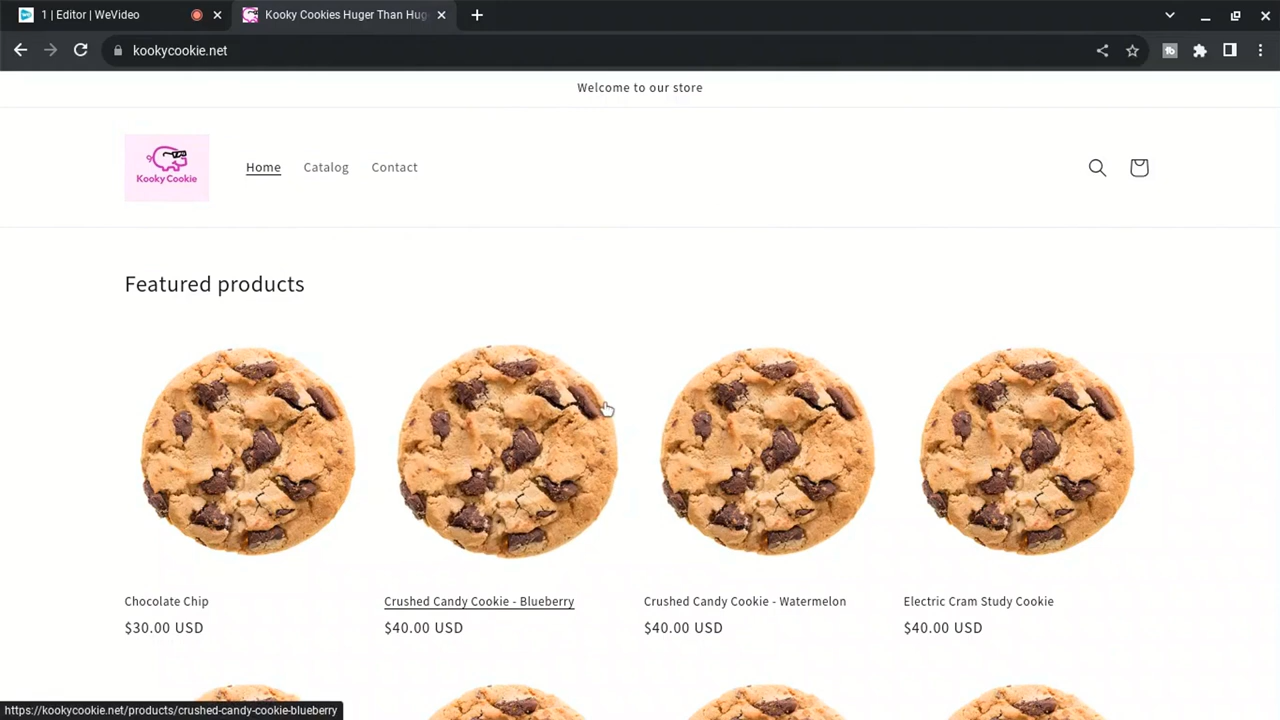 1 | Editor | WeVideo
Kooky Cookies Huger Than Hug
kookycookie.net
Welcome to our store
Kooky Cookie
Home
Catalog
Contact
Featured products
Chocolate Chip
$30.00 USD
Crushed Candy Cookie - Blueberry
$40.00 USD
Crushed Candy Cookie - Watermelon
$40.00 USD
Electric Cram Study Cookie
$40.00 USD
https://kookycookie.net/products/crushed-candy-cookie-blueberry